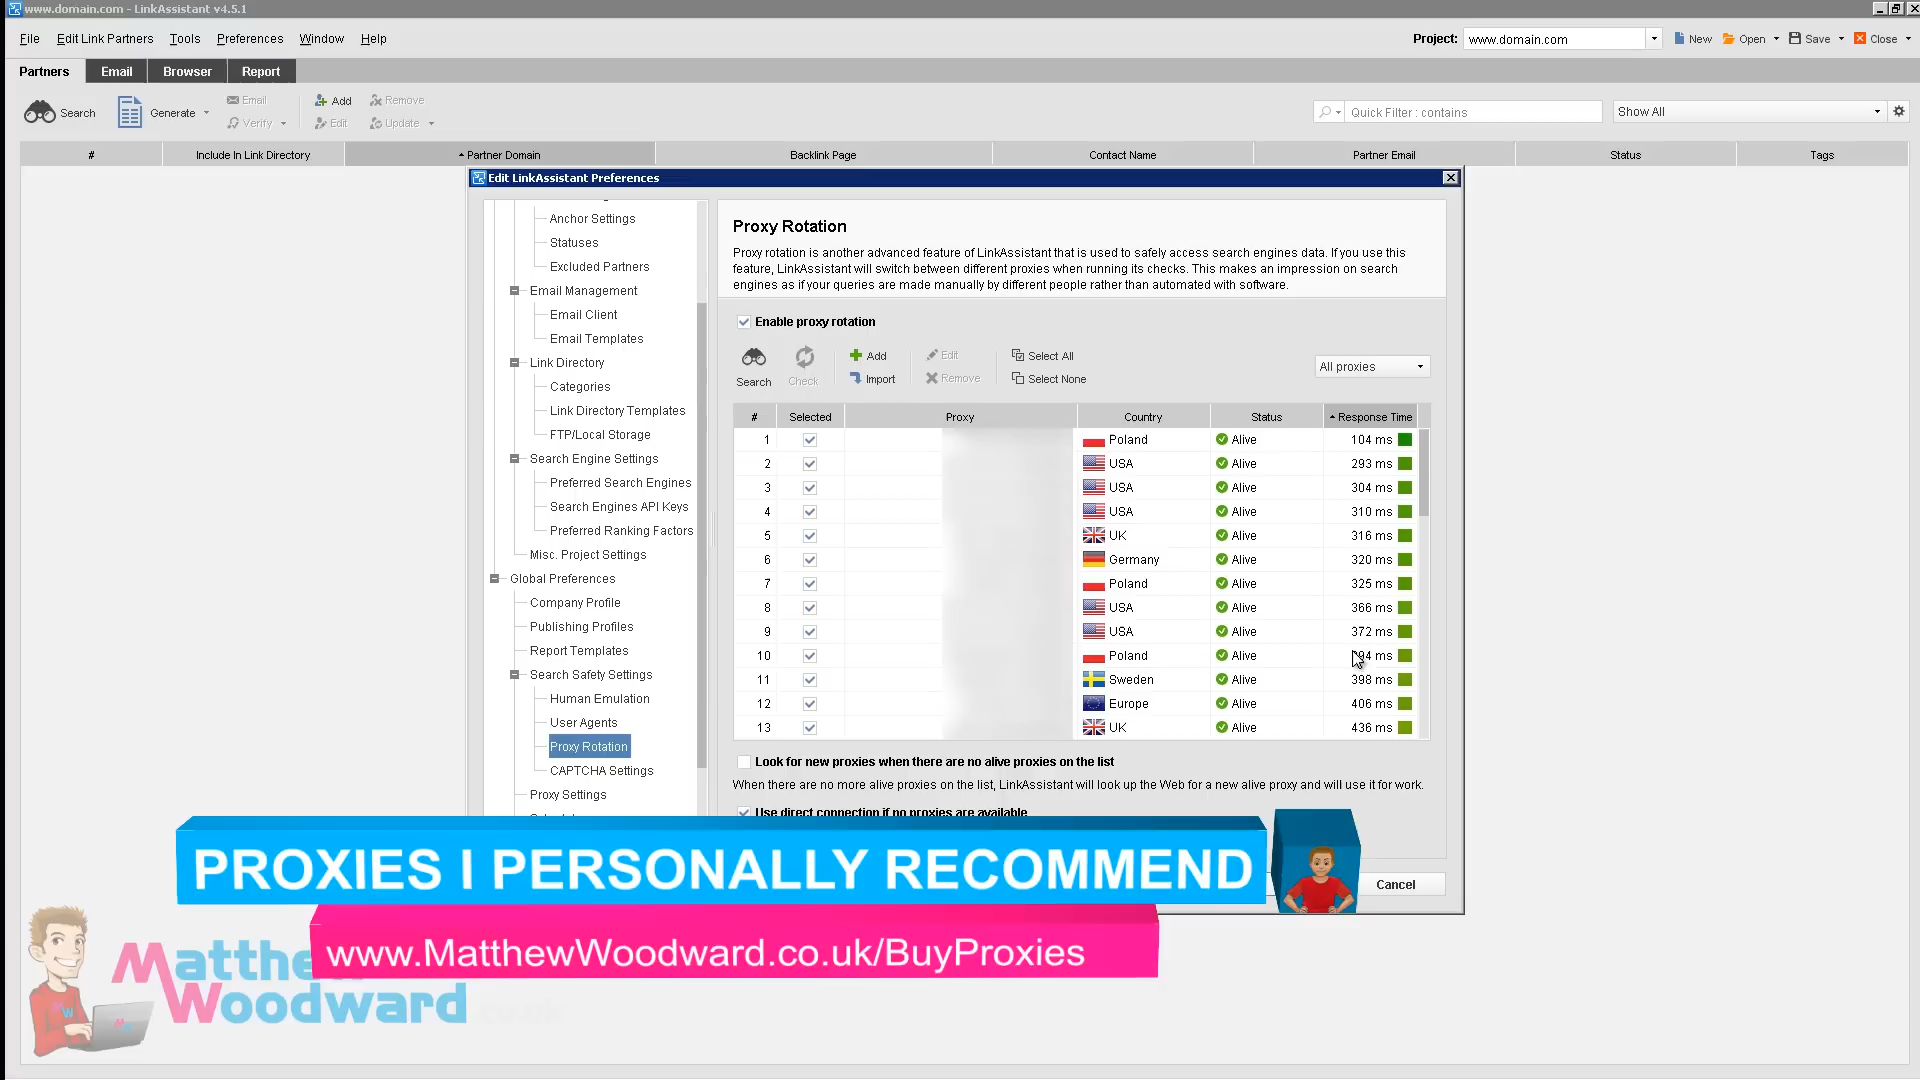 www.domain.com - LinkAssistant v4.5.1
File Edit Link Partners Tools Preferences Window Help
Project: www.domain.com New Open Save Close
Partners Email Browser Report
Search Generate Email Verify Add Edit Remove Update
Quick Filter : contains Show All
# Include In Link Directory Partner Domain Backlink Page Contact Name Partner Email Status Tags
Edit LinkAssistant Preferences
Anchor Settings
Statuses
Excluded Partners
Email Management
Email Client
Email Templates
Link Directory
Categories
Link Directory Templates
FTP/Local Storage
Search Engine Settings
Preferred Search Engines
Search Engines API Keys
Preferred Ranking Factors
Misc. Project Settings
Global Preferences
Company Profile
Publishing Profiles
Report Templates
Search Safety Settings
Human Emulation
User Agents
Proxy Rotation
CAPTCHA Settings
Proxy Settings
Proxy Rotation
Proxy rotation is another advanced feature of LinkAssistant that is used to safely access search engines data. If you use this
feature, LinkAssistant will switch between different proxies when running its checks. This makes an impression on search
engines as if your queries are made manually by different people rather than automated with software.
Enable proxy rotation
Search Check Add Import Edit Remove Select All Select None All proxies
# Selected Proxy Country Status Response Time
1 Poland Alive 104 ms
2 USA Alive 293 ms
3 USA Alive 304 ms
4 USA Alive 310 ms
5 UK Alive 316 ms
6 Germany Alive 320 ms
7 Poland Alive 325 ms
8 USA Alive 366 ms
9 USA Alive 372 ms
10 Poland Alive ms
11 Sweden Alive 398 ms
12 Europe Alive 406 ms
13 UK Alive 436 ms
Look for new proxies when there are no alive proxies on the list
When there are no more alive proxies on the list, LinkAssistant will look up the Web for a new alive proxy and will use it for work.
Use direct connection if no proxies are available
Cancel
PROXIES I PERSONALLY RECOMMEND
www.MatthewWoodward.co.uk/BuyProxies
Woodward